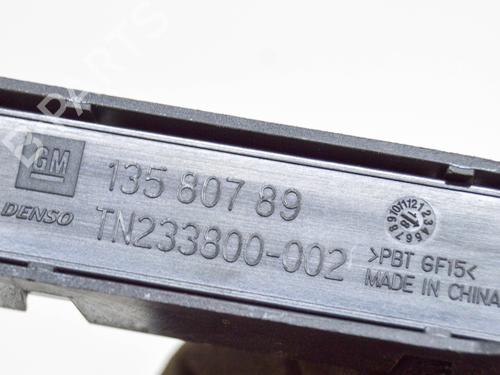 GM
135 807 89
DENSO
TN233800-002
>PBT GF15<
MADE IN CHINA